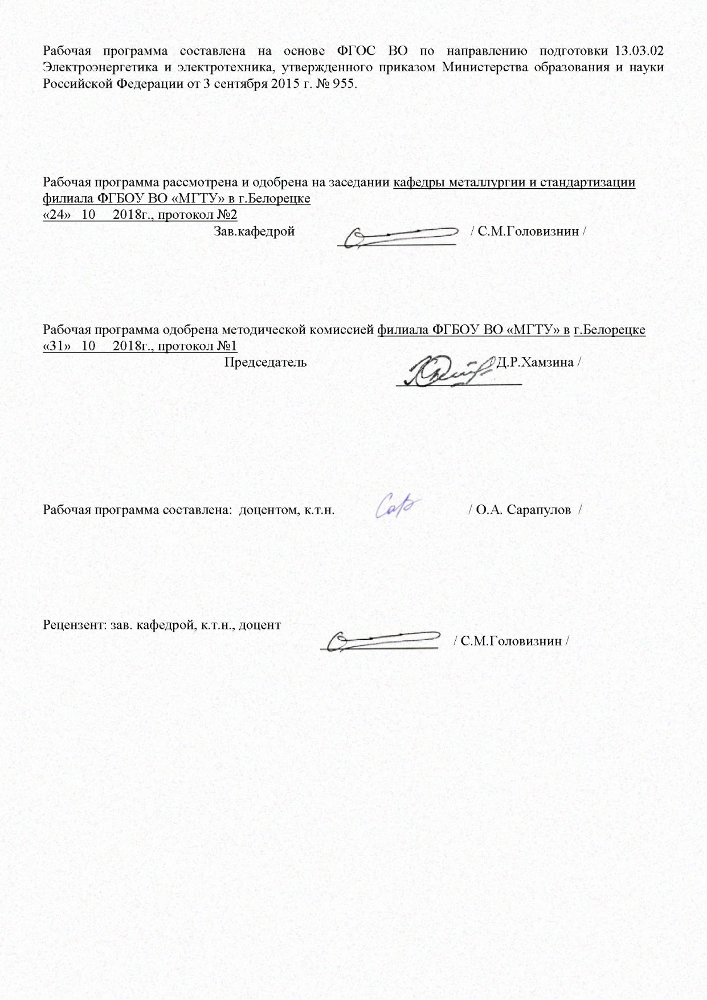 Рабочая программа составлена на основе ФГОС ВО по направлению подготовки 13.03.02
Электроэнергетика и электротехника, утвержденного приказом Министерства образования и науки
Российской Федерации от 3 сентября 2015 г. № 955.
Рабочая программа рассмотрена и одобрена на заседании кафедры металлургии и стандартизации
филиала ФГБОУ ВО «МГТУ» в г.Белорецке
«24» 10 2018г., протокол №2
Зав.кафедрой / С.М.Головизнин /
Рабочая программа одобрена методической комиссией филиала ФГБОУ ВО «МГТУ» в г.Белорецке
«31» 10 2018г., протокол №1
Председатель Д.Р.Хамзина /
Рабочая программа составлена: доцентом, к.т.н. / О.А. Сарапулов /
Рецензент: зав. кафедрой, к.т.н., доцент
/ С.М.Головизнин /